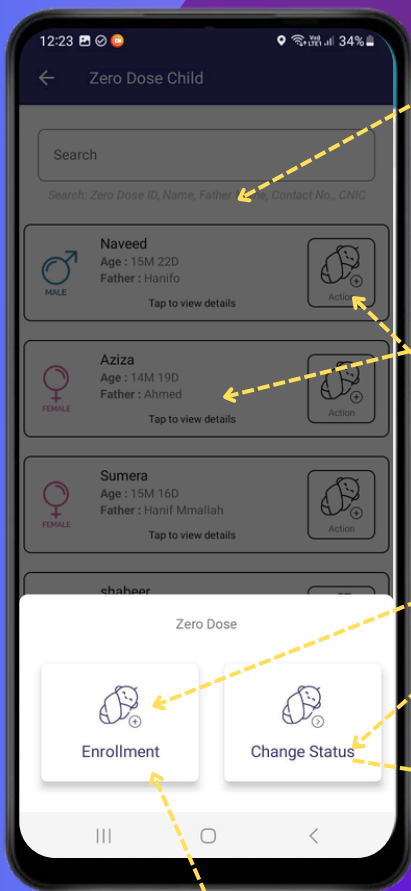 12:23 34%
Zero Dose Child
Search
Search: Zero Dose ID, Name, Father Name, Contact No., CNIC
Naveed
Age : 15M 22D
Father : Hanifo
MALE
Tap to view details
Action
Aziza
Age : 14M 19D
Father : Ahmed
FEMALE
Tap to view details
Action
Sumera
Age : 15M 16D
Father : Hanif Mmallah
FEMALE
Tap to view details
Action
shabeer
Zero Dose
Enrollment
Change Status